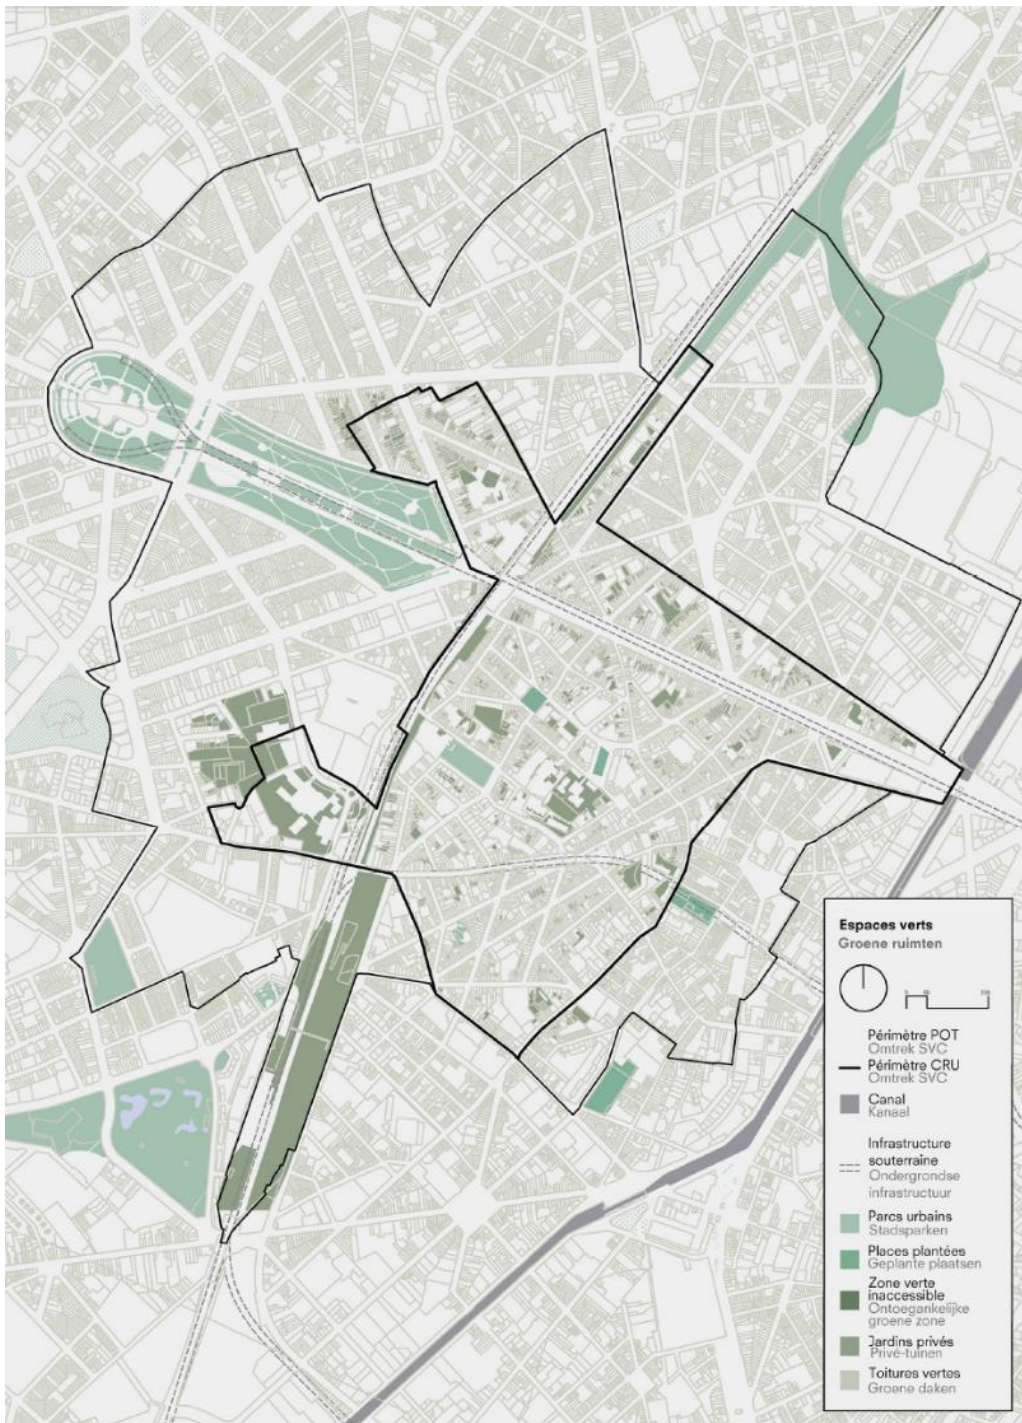 Espaces verts
Groene ruimten
Périmètre POT
Omtrek SVC
Périmètre CRU
Omtrek SVC
Canal
Kanaal
Infrastructure
souterraine
Ondergrondse
infrastructuur
Parcs urbains
Stadsparken
Places plantées
Geplante plaatsen
Zone verte
inaccessible
Ontoegankelijke
groene zone
Jardins privés
Privé-tuinen
Toitures vertes
Groene daken